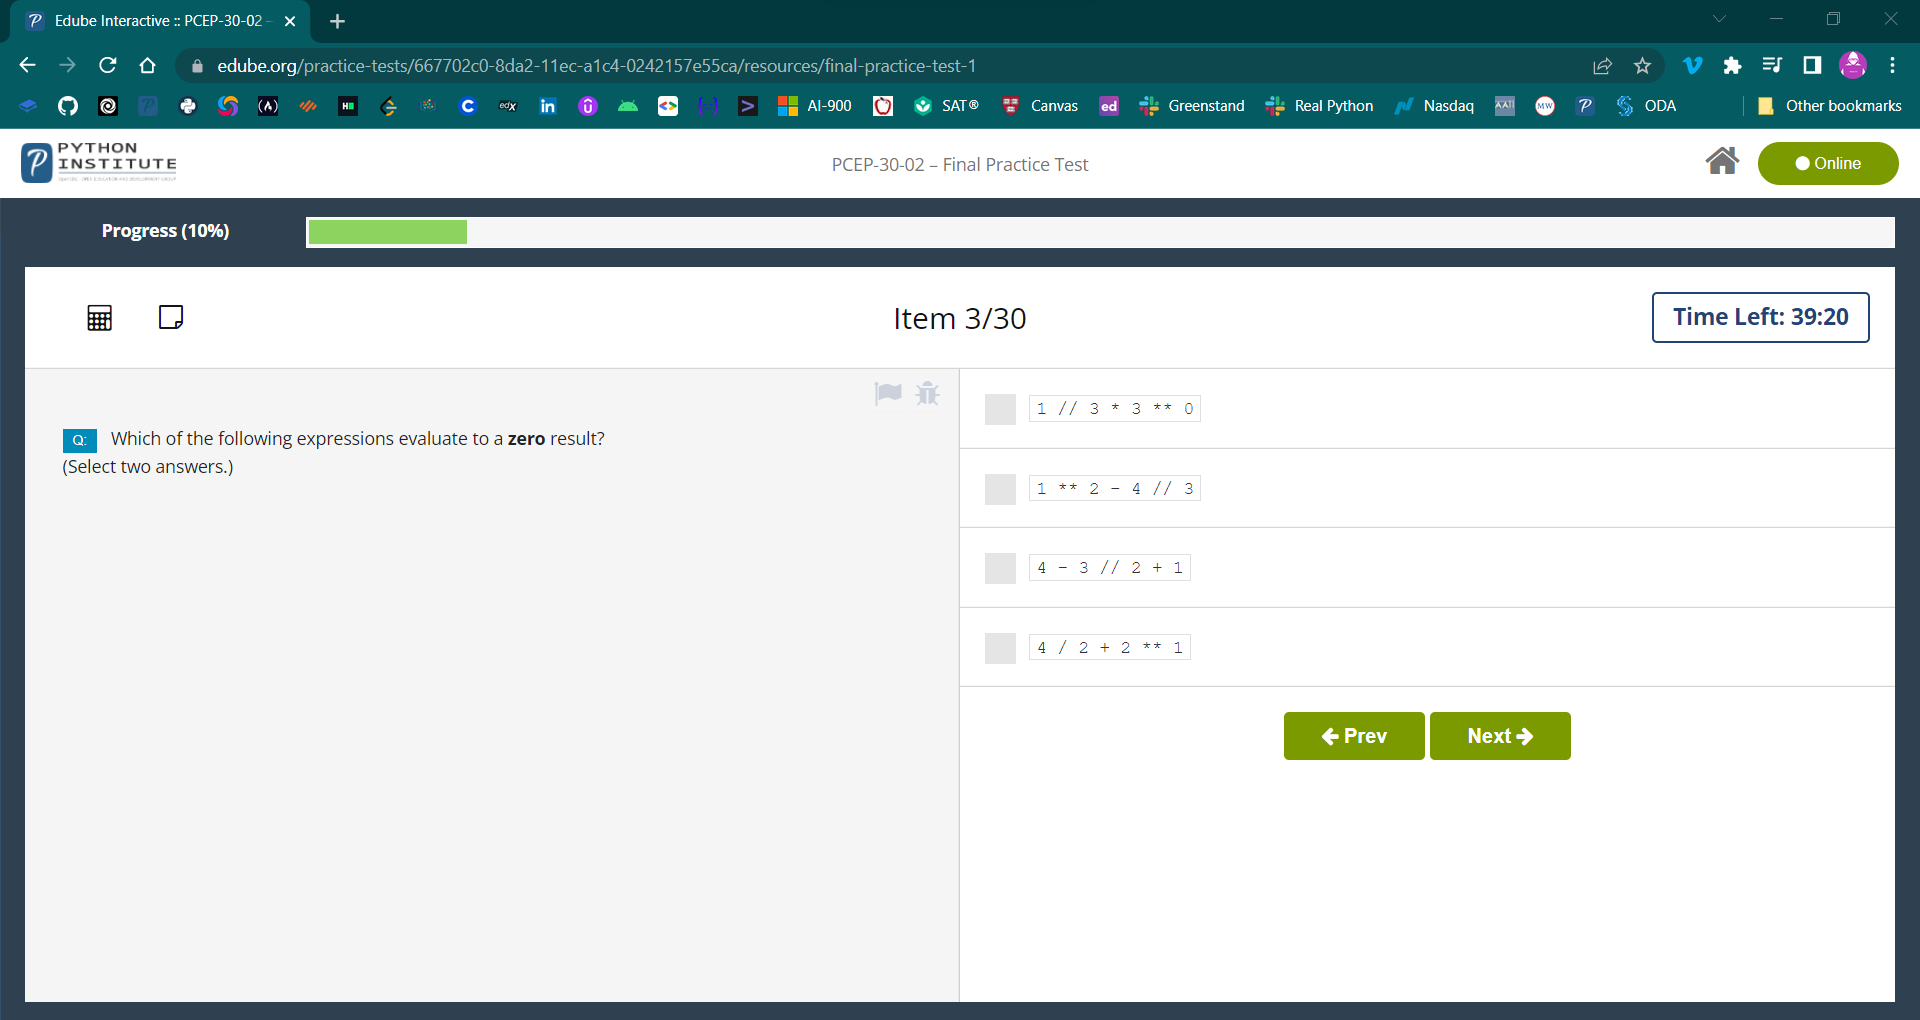 Edube Interactive :: PCEP-30-02 –
edube.org/practice-tests/667702c0-8da2-11ec-a1c4-0242157e55ca/resources/final-practice-test-1
AI-900
SAT®
Canvas
ed
Greenstand
Real Python
Nasdaq
MW
ODA
Other bookmarks
PYTHON
INSTITUTE
PCEP-30-02 – Final Practice Test
Online
Progress (10%)
Item 3/30
Time Left: 39:20
Q: Which of the following expressions evaluate to a zero result?
(Select two answers.)
1 // 3 * 3 ** 0
1 ** 2 - 4 // 3
4 - 3 // 2 + 1
4 / 2 + 2 ** 1
Prev
Next